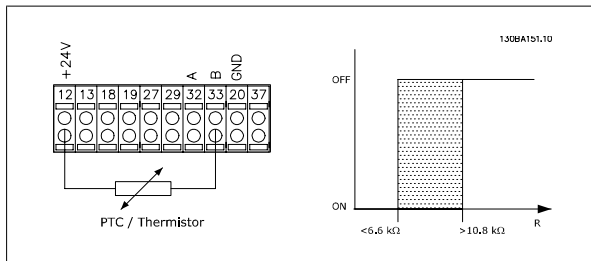 130BA151.10
+24V
A
B
GND
12 13 18 19 27 29 32 33 20 37
PTC / Thermistor
OFF
ON
<6.6 kΩ
>10.8 kΩ
R